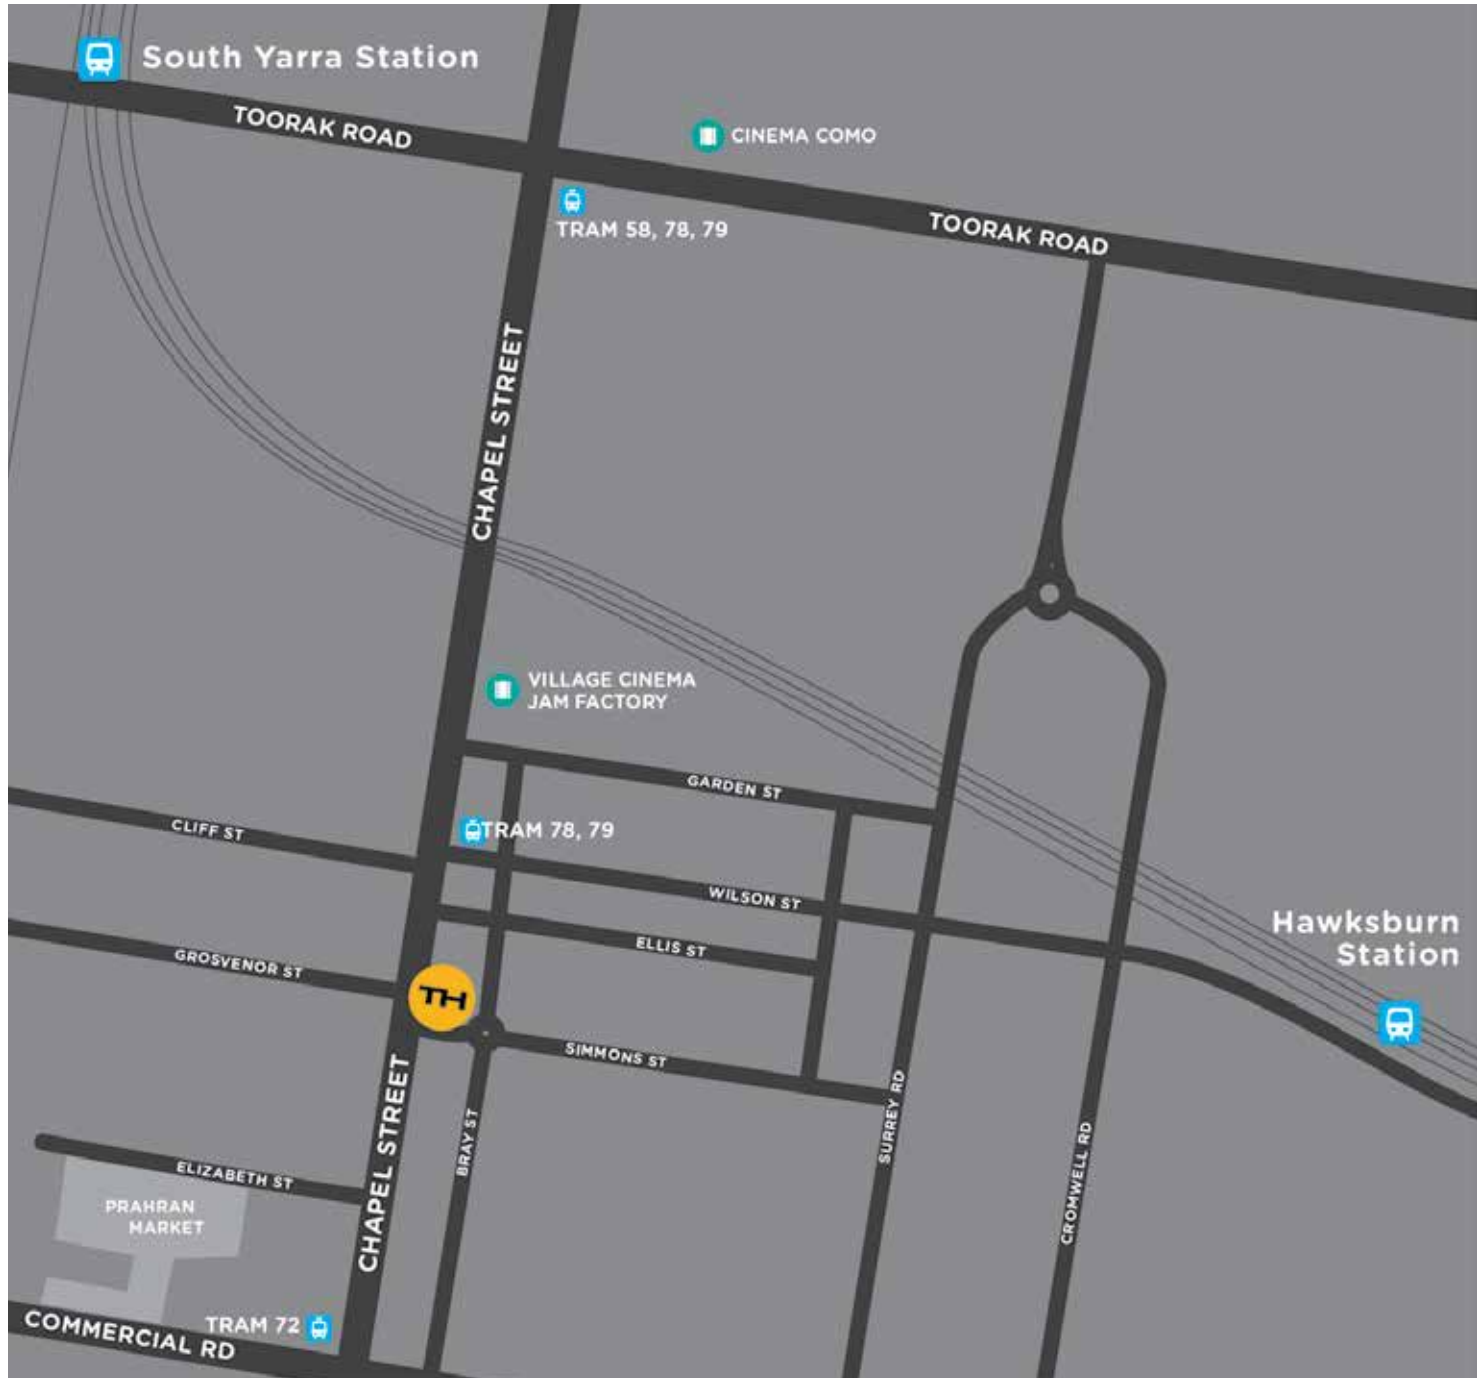 South Yarra Station
TOORAK ROAD
CINEMA COMO
TRAM 58, 78, 79
TOORAK ROAD
CHAPEL STREET
VILLAGE CINEMA
JAM FACTORY
GARDEN ST
CLIFF ST
TRAM 78, 79
WILSON ST
Hawksburn
Station
ELLIS ST
GROSVENOR ST
TH
SIMMONS ST
CHAPEL STREET
BRAY ST
SURREY RD
CROMWELL RD
ELIZABETH ST
PRAHRAN
MARKET
TRAM 72
COMMERCIAL RD